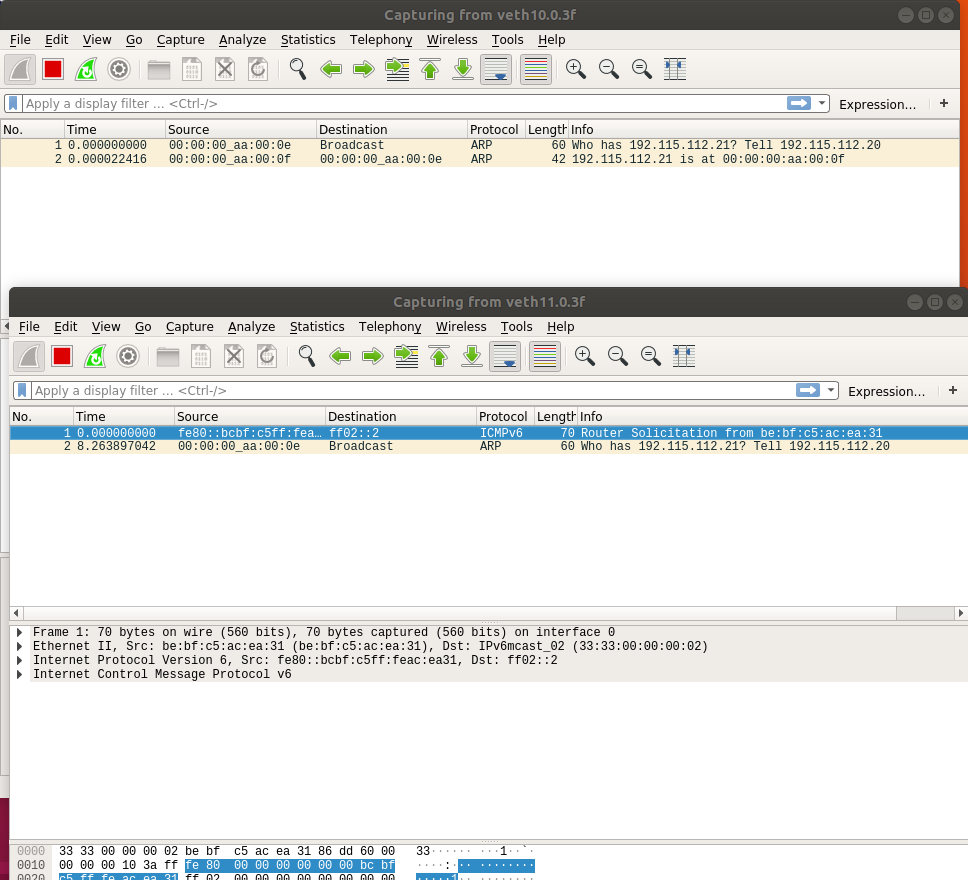 Capturing from veth10.0.3f
File Edit View Go Capture Analyze Statistics Telephony Wireless Tools Help
Apply a display filter ... <Ctrl-/> Expression... +
No. Time Source Destination Protocol Length Info
1 0.000000000 00:00:00_aa:00:0e Broadcast ARP 60 Who has 192.115.112.21? Tell 192.115.112.20
2 0.000022416 00:00:00_aa:00:0f 00:00:00_aa:00:0e ARP 42 192.115.112.21 is at 00:00:00:aa:00:0f
Capturing from veth11.0.3f
File Edit View Go Capture Analyze Statistics Telephony Wireless Tools Help
Apply a display filter ... <Ctrl-/> Expression... +
No. Time Source Destination Protocol Length Info
1 0.000000000 fe80::bcbf:c5ff:fea… ff02::2 ICMPv6 70 Router Solicitation from be:bf:c5:ac:ea:31
2 8.263897042 00:00:00_aa:00:0e Broadcast ARP 60 Who has 192.115.112.21? Tell 192.115.112.20
Frame 1: 70 bytes on wire (560 bits), 70 bytes captured (560 bits) on interface 0
Ethernet II, Src: be:bf:c5:ac:ea:31 (be:bf:c5:ac:ea:31), Dst: IPv6mcast_02 (33:33:00:00:00:02)
Internet Protocol Version 6, Src: fe80::bcbf:c5ff:feac:ea31, Dst: ff02::2
Internet Control Message Protocol v6
0000 33 33 00 00 00 02 be bf c5 ac ea 31 86 dd 60 00 33······ ···1··`·
0010 00 00 00 10 3a ff fe 80 00 00 00 00 00 00 bc bf ····:··· ········
0020 c5 ff fe ac ea 31 ff 02 00 00 00 00 00 00 00 00 ·····1·· ········